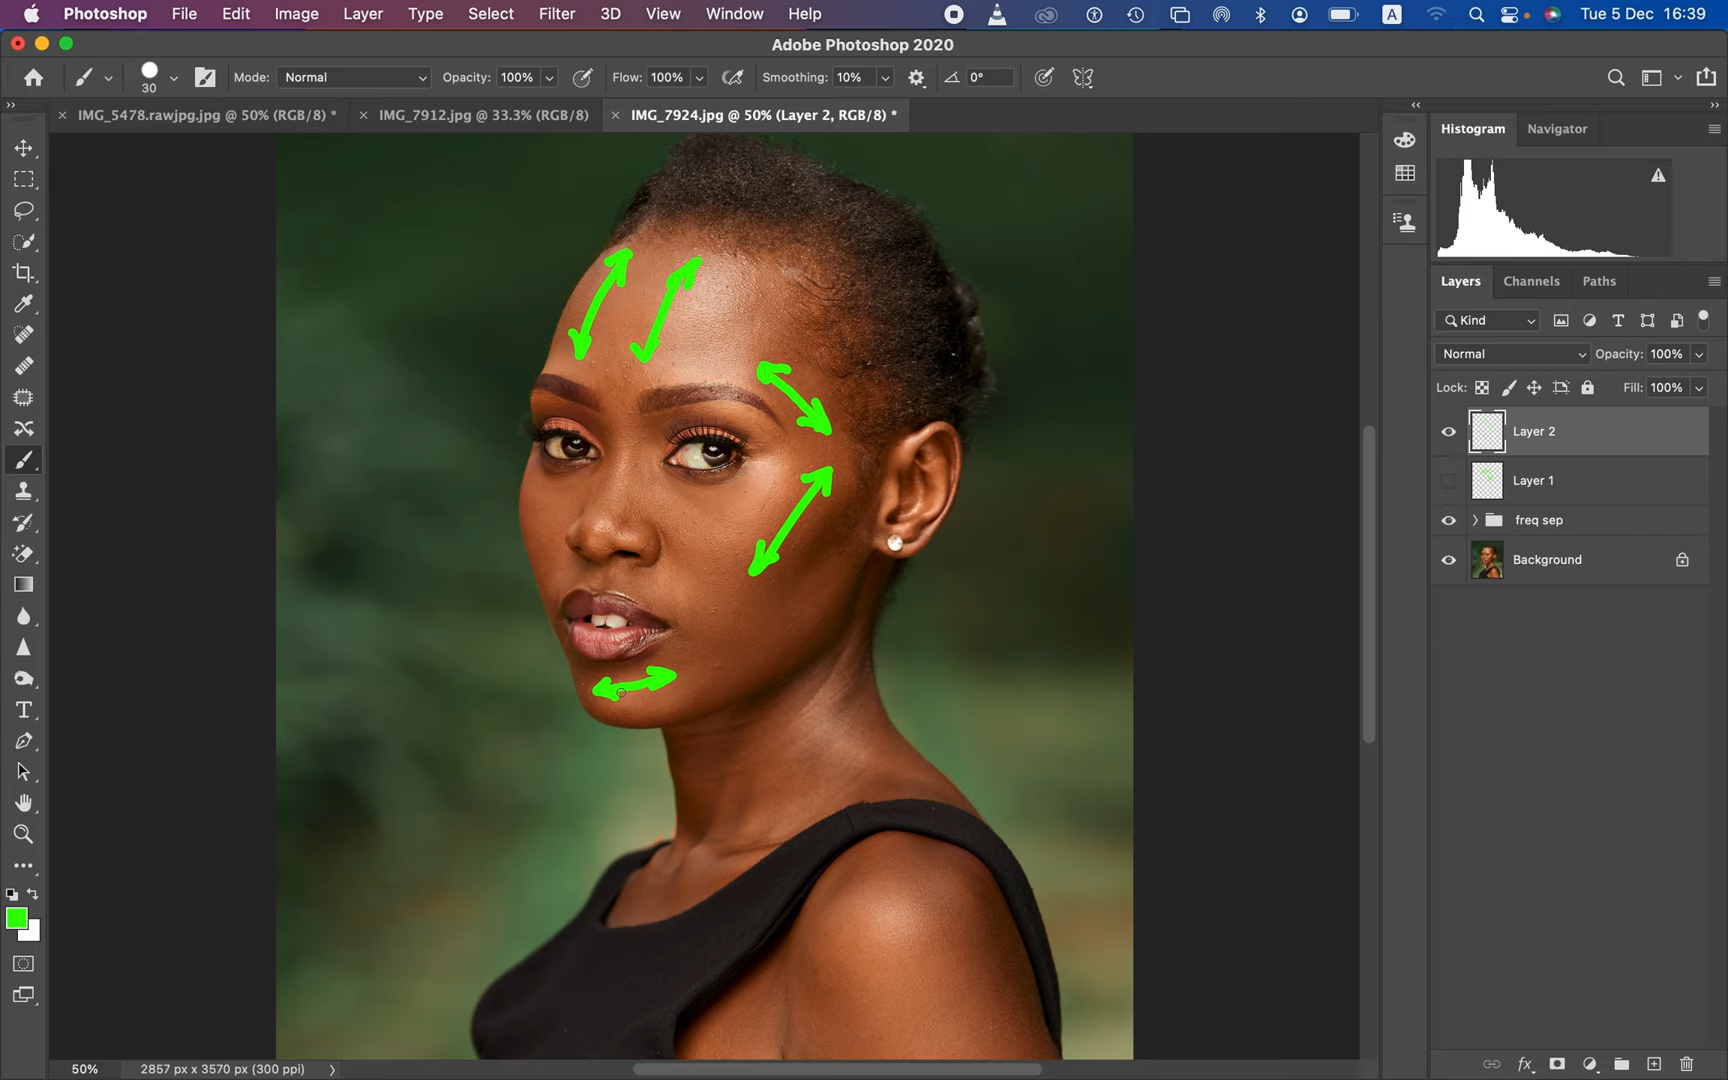 Photoshop File Edit Image Layer Type Select Filter 3D View Window Help A Tue 5 Dec 16:39
Adobe Photoshop 2020
30 Mode: Normal Opacity: 100% Flow: 100% Smoothing: 10% 0°
IMG_5478.rawjpg.jpg @ 50% (RGB/8) * IMG_7912.jpg @ 33.3% (RGB/8) IMG_7924.jpg @ 50% (Layer 2, RGB/8) *
Histogram Navigator
Layers Channels Paths
Kind
Normal Opacity: 100%
Lock: Fill: 100%
Layer 2
Layer 1
freq sep
Background
50% 2857 px x 3570 px (300 ppi)